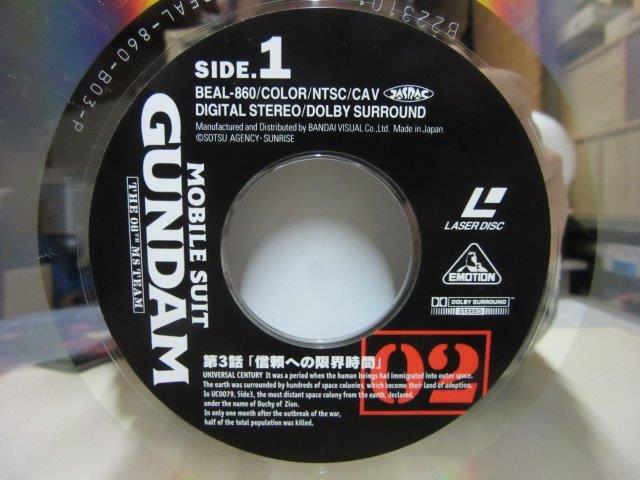 SIDE.1
BEAL-860/COLOR/NTSC/CAV JASRAC
DIGITAL STEREO/DOLBY SURROUND
Manufactured and Distributed by BANDAI VISUAL Co.,Ltd. Made in Japan.
©SOTSU AGENCY·SUNRISE
MOBILE SUIT
GUNDAM
THE 08TH MS TEAM
LASER DISC
EMOTION
DOLBY SURROUND
STEREO
第3話「信頼への限界時間」
02
UNIVERSAL CENTURY It was a period when the human beings had immigrated into outer space.
The earth was surrounded by hundreds of space colonies, which become their land of adoption.
In UC0079, Side3, the most distant space colony from the earth, declared,
under the name of Duchy of Zion.
In only one month after the outbreak of the war,
half of the total population was killed.
BEAL-860-B03-P